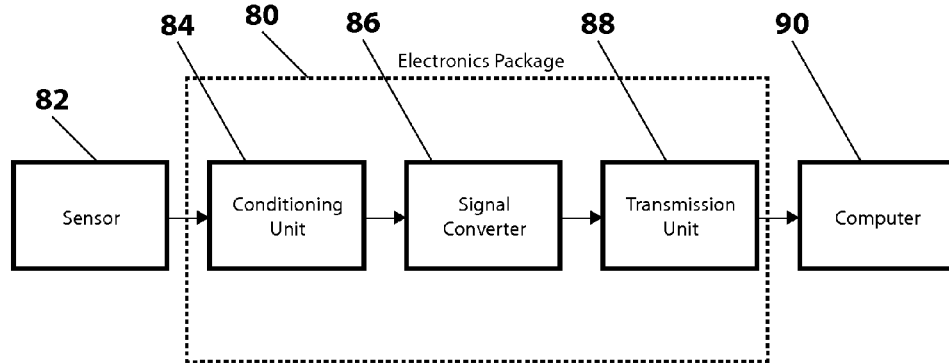 80
84
86
88
90
Electronics Package
82
Sensor
Conditioning
Unit
Signal
Converter
Transmission
Unit
Computer